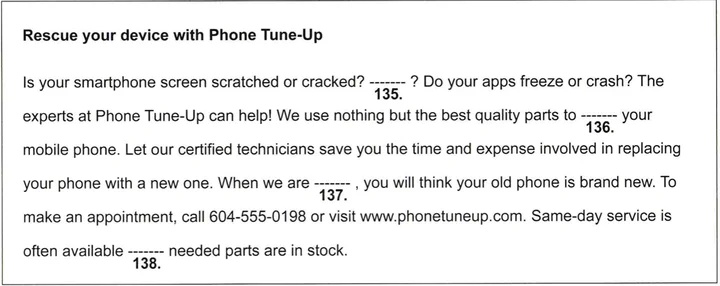 Rescue your device with Phone Tune-Up
Is your smartphone screen scratched or cracked? ------- ? Do your apps freeze or crash? The
135.
experts at Phone Tune-Up can help! We use nothing but the best quality parts to ------- your
136.
mobile phone. Let our certified technicians save you the time and expense involved in replacing
your phone with a new one. When we are ------- , you will think your old phone is brand new. To
137.
make an appointment, call 604-555-0198 or visit www.phonetuneup.com. Same-day service is
often available ------- needed parts are in stock.
138.